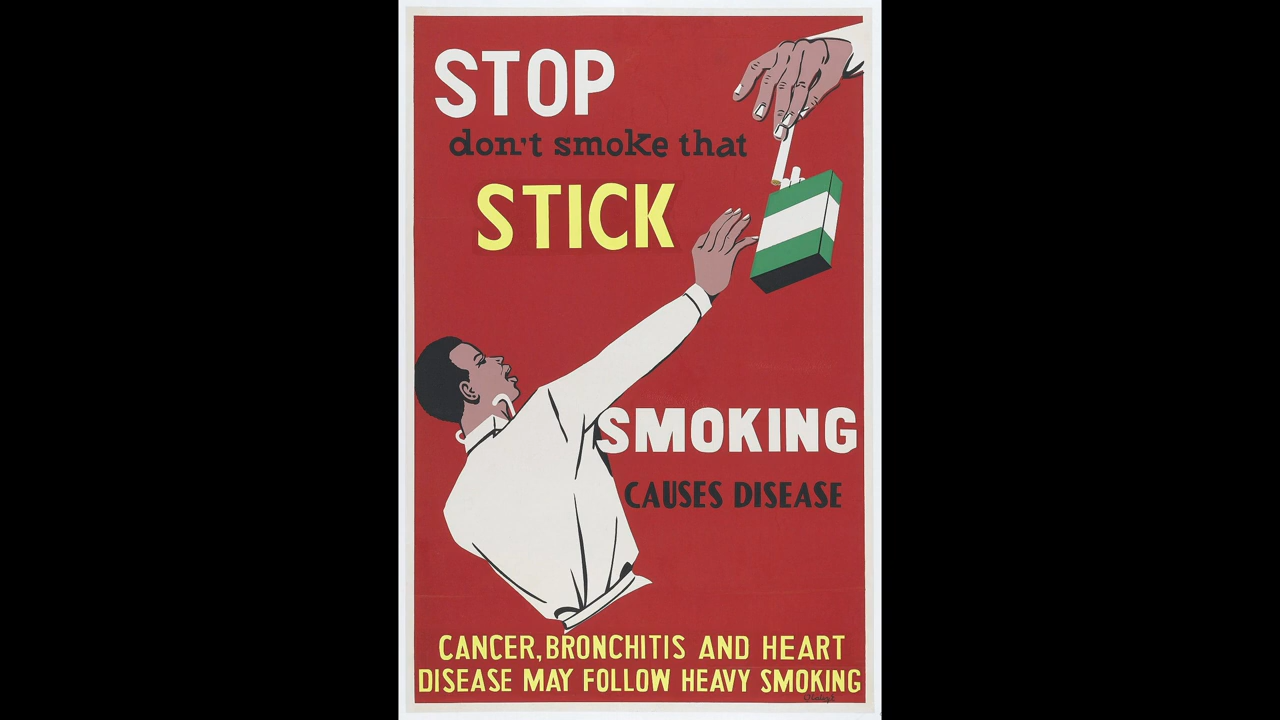 STOP
don't smoke that
STICK
SMOKING
CAUSES DISEASE
CANCER, BRONCHITIS AND HEART
DISEASE MAY FOLLOW HEAVY SMOKING